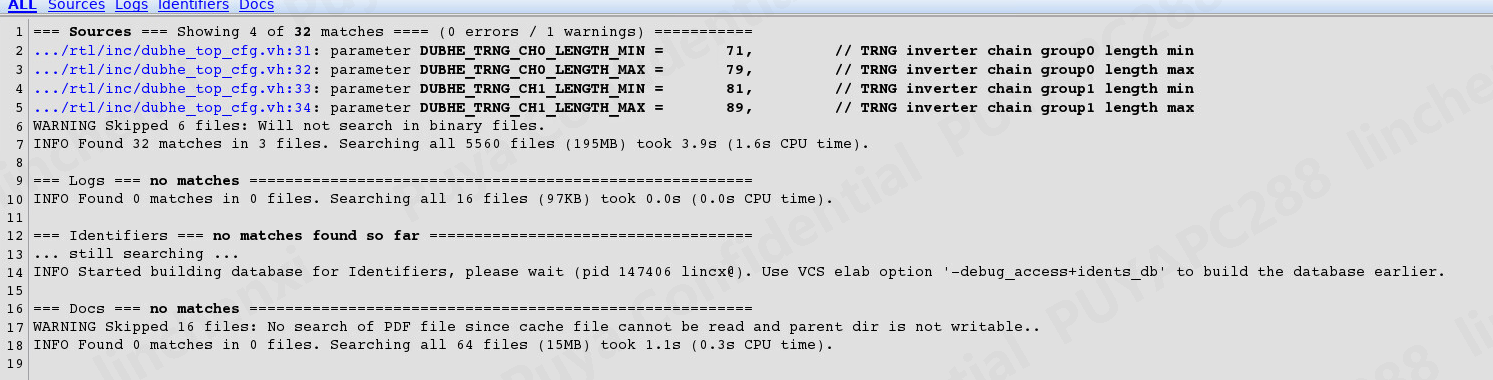 ALL Sources Logs Identifiers Docs
1 === Sources === Showing 4 of 32 matches ==== (0 errors / 1 warnings) ===========
2 .../rtl/inc/dubhe_top_cfg.vh:31: parameter DUBHE_TRNG_CH0_LENGTH_MIN = 71, // TRNG inverter chain group0 length min
3 .../rtl/inc/dubhe_top_cfg.vh:32: parameter DUBHE_TRNG_CH0_LENGTH_MAX = 79, // TRNG inverter chain group0 length max
4 .../rtl/inc/dubhe_top_cfg.vh:33: parameter DUBHE_TRNG_CH1_LENGTH_MIN = 81, // TRNG inverter chain group1 length min
5 .../rtl/inc/dubhe_top_cfg.vh:34: parameter DUBHE_TRNG_CH1_LENGTH_MAX = 89, // TRNG inverter chain group1 length max
6 WARNING Skipped 6 files: Will not search in binary files.
7 INFO Found 32 matches in 3 files. Searching all 5560 files (195MB) took 3.9s (1.6s CPU time).
8
9 === Logs === no matches ========================================================
10 INFO Found 0 matches in 0 files. Searching all 16 files (97KB) took 0.0s (0.0s CPU time).
11
12 === Identifiers === no matches found so far ====================================
13 ... still searching ...
14 INFO Started building database for Identifiers, please wait (pid 147406 lincx@). Use VCS elab option '-debug_access+idents_db' to build the database earlier.
15
16 === Docs === no matches ========================================================
17 WARNING Skipped 16 files: No search of PDF file since cache file cannot be read and parent dir is not writable..
18 INFO Found 0 matches in 0 files. Searching all 64 files (15MB) took 1.1s (0.3s CPU time).
19
Puya Confidential PUYAPC288